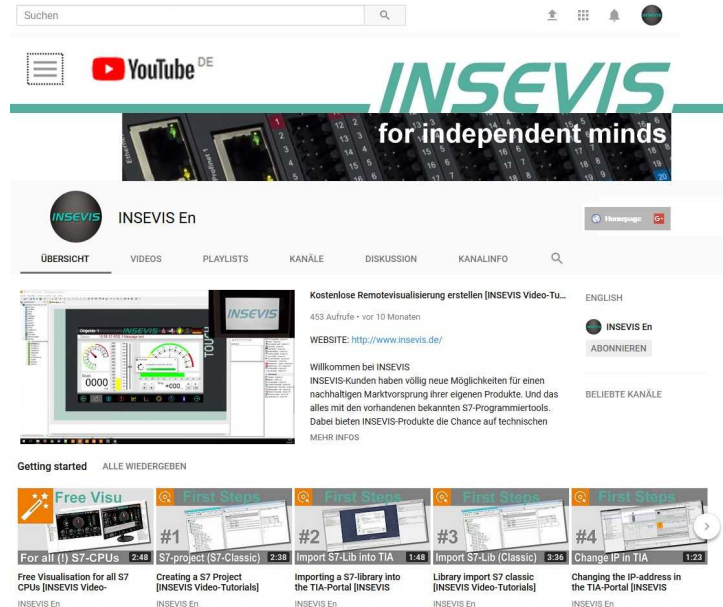 Suchen
YouTube DE
INSEVIS
for independent minds
INSEVIS
INSEVIS En
Homepage G+
ÜBERSICHT VIDEOS PLAYLISTS KANÄLE DISKUSSION KANALINFO
INSEVIS
TOUCH
0000
+000
Kostenlose Remotevisualisierung erstellen [INSEVIS Video-Tu...
453 Aufrufe • vor 10 Monaten
WEBSITE: http://www.insevis.de/
Willkommen bei INSEVIS
INSEVIS-Kunden haben völlig neue Möglichkeiten für einen
nachhaltigen Marktvorsprung ihrer eigenen Produkte. Und das
alles mit den vorhandenen bekannten S7-Programmiertools.
Dabei bieten INSEVIS-Produkte die Chance auf technischen
MEHR INFOS
ENGLISH
INSEVIS En
ABONNIEREN
BELIEBTE KANÄLE
Getting started ALLE WIEDERGEBEN
Free Visu
For all (!) S7-CPUs 2:48
Free Visualisation for all S7
CPUs [INSEVIS Video-
INSEVIS En
First Steps
#1
S7-project (S7-Classic) 2:38
Creating a S7 Project
[INSEVIS Video-Tutorials]
INSEVIS En
First Steps
#2
Import S7-Lib into TIA 1:48
Importing a S7-library into
the TIA-Portal [INSEVIS
INSEVIS En
First Steps
#3
Import S7-Lib (Classic) 3:36
Library import S7 classic
[INSEVIS Video-Tutorials]
INSEVIS En
First Steps
#4
Change IP in TIA 1:23
Changing the IP-address in
the TIA-Portal [INSEVIS
INSEVIS En